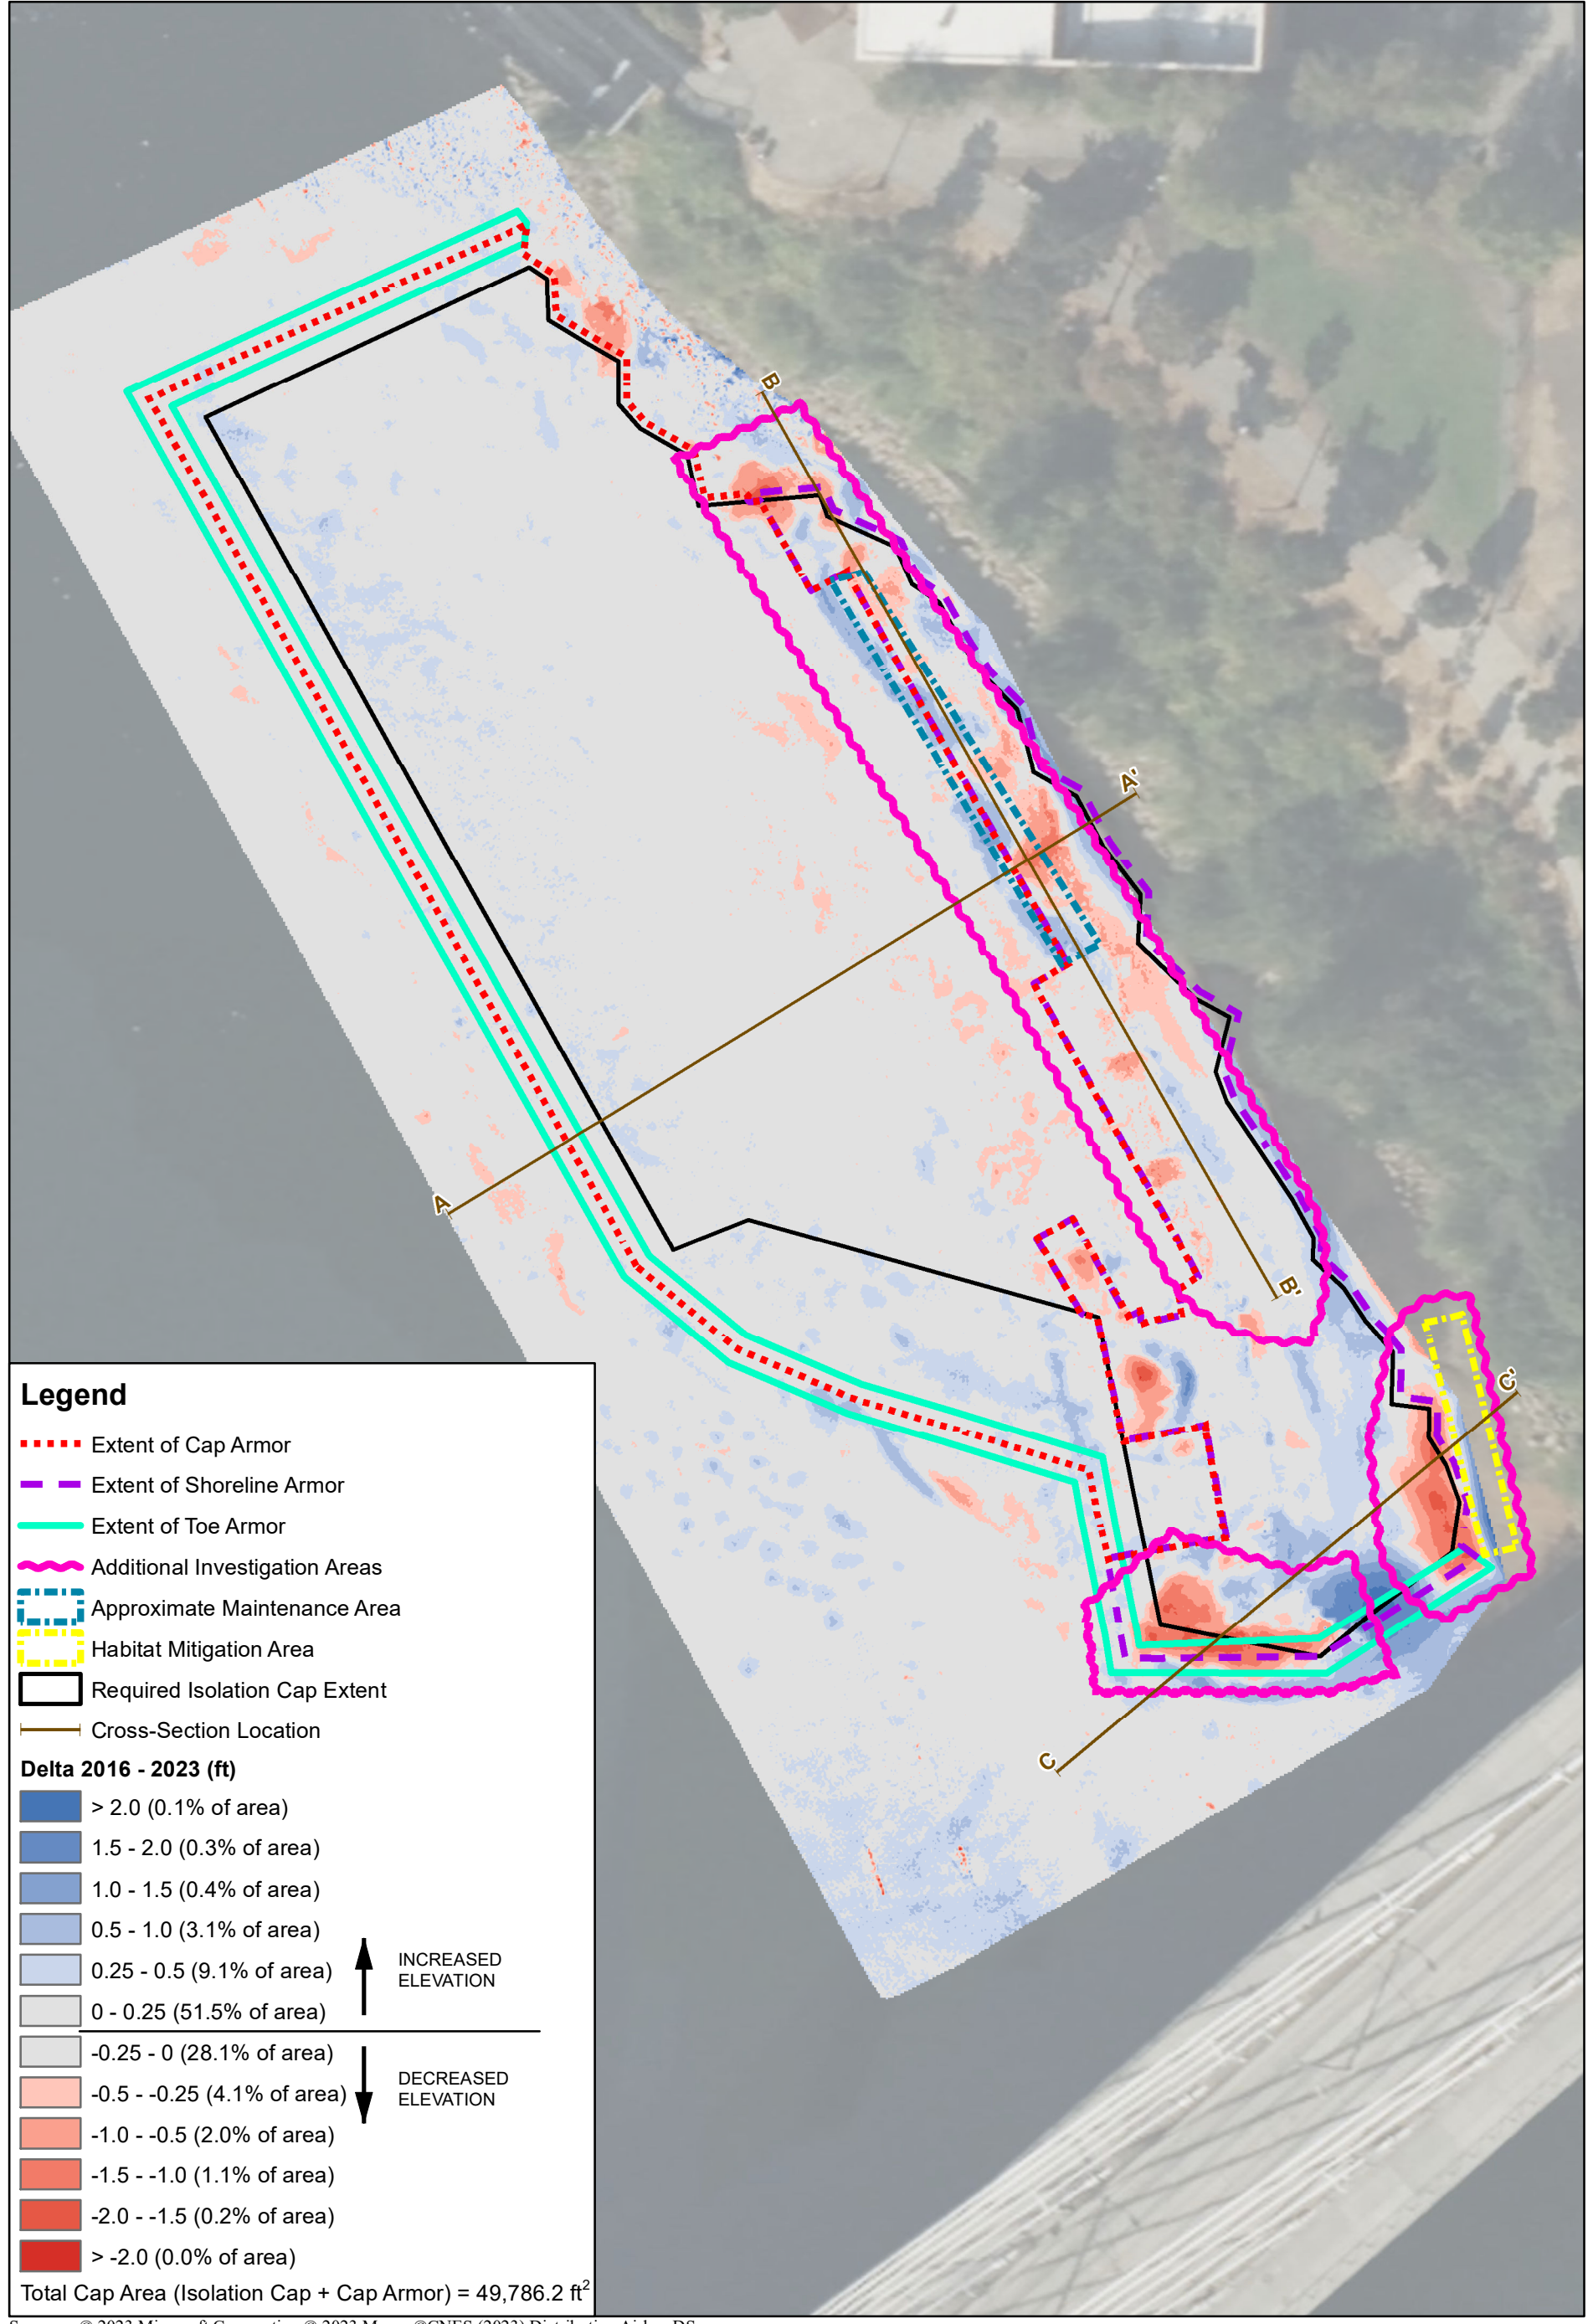 B
A'
A
B'
C'
C
Legend
Extent of Cap Armor
Extent of Shoreline Armor
Extent of Toe Armor
Additional Investigation Areas
Approximate Maintenance Area
Habitat Mitigation Area
Required Isolation Cap Extent
Cross-Section Location
Delta 2016 - 2023 (ft)
> 2.0 (0.1% of area)
1.5 - 2.0 (0.3% of area)
1.0 - 1.5 (0.4% of area)
0.5 - 1.0 (3.1% of area)
0.25 - 0.5 (9.1% of area)
INCREASED
ELEVATION
0 - 0.25 (51.5% of area)
-0.25 - 0 (28.1% of area)
-0.5 - -0.25 (4.1% of area)
DECREASED
ELEVATION
-1.0 - -0.5 (2.0% of area)
-1.5 - -1.0 (1.1% of area)
-2.0 - -1.5 (0.2% of area)
> -2.0 (0.0% of area)
Total Cap Area (Isolation Cap + Cap Armor) = 49,786.2 ft²